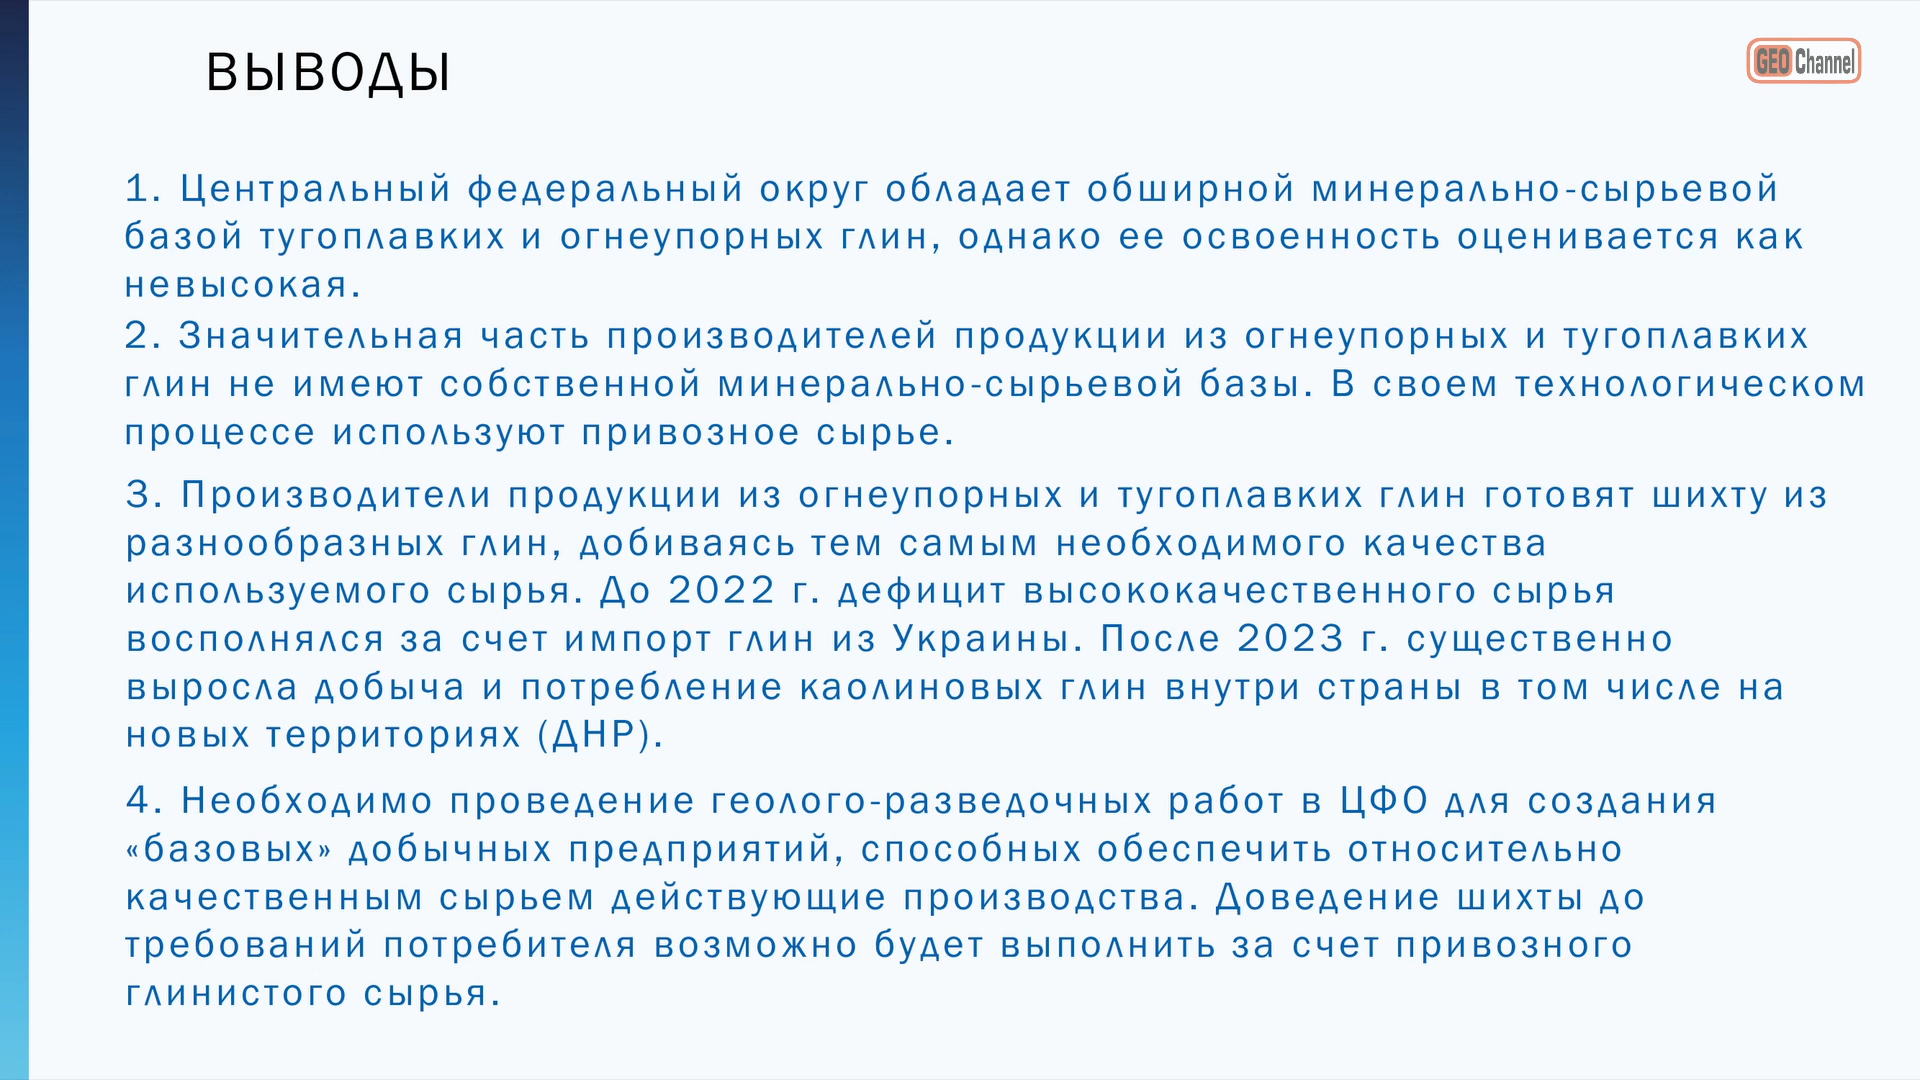 ВЫВОДЫ
GEO Channel
1. Центральный федеральный округ обладает обширной минерально-сырьевой
базой тугоплавких и огнеупорных глин, однако ее освоенность оценивается как
невысокая.
2. Значительная часть производителей продукции из огнеупорных и тугоплавких
глин не имеют собственной минерально-сырьевой базы. В своем технологическом
процессе используют привозное сырье.
3. Производители продукции из огнеупорных и тугоплавких глин готовят шихту из
разнообразных глин, добиваясь тем самым необходимого качества
используемого сырья. До 2022 г. дефицит высококачественного сырья
восполнялся за счет импорт глин из Украины. После 2023 г. существенно
выросла добыча и потребление каолиновых глин внутри страны в том числе на
новых территориях (ДНР).
4. Необходимо проведение геолого-разведочных работ в ЦФО для создания
«базовых» добычных предприятий, способных обеспечить относительно
качественным сырьем действующие производства. Доведение шихты до
требований потребителя возможно будет выполнить за счет привозного
глинистого сырья.